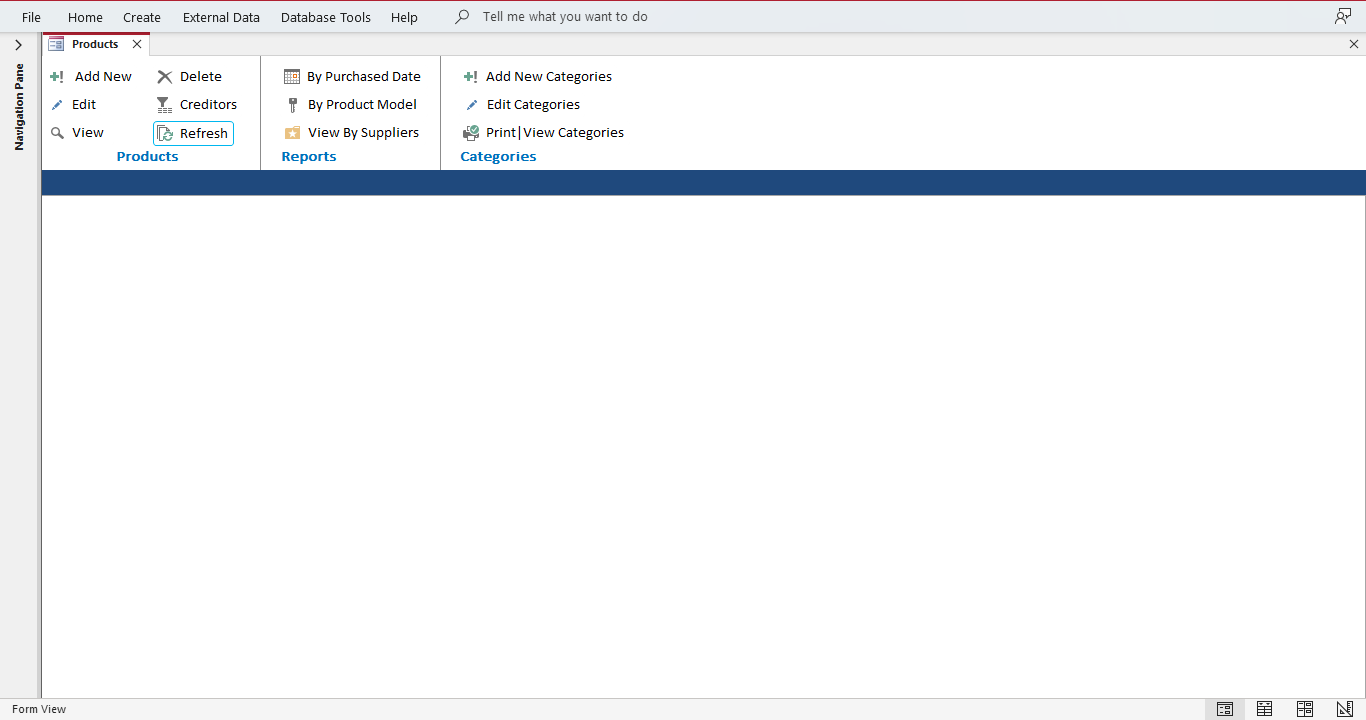 File Home Create External Data Database Tools Help Tell me what you want to do
Products
Navigation Pane
Add New Delete By Purchased Date Add New Categories
Edit Creditors By Product Model Edit Categories
View Refresh View By Suppliers Print|View Categories
Products Reports Categories
Form View